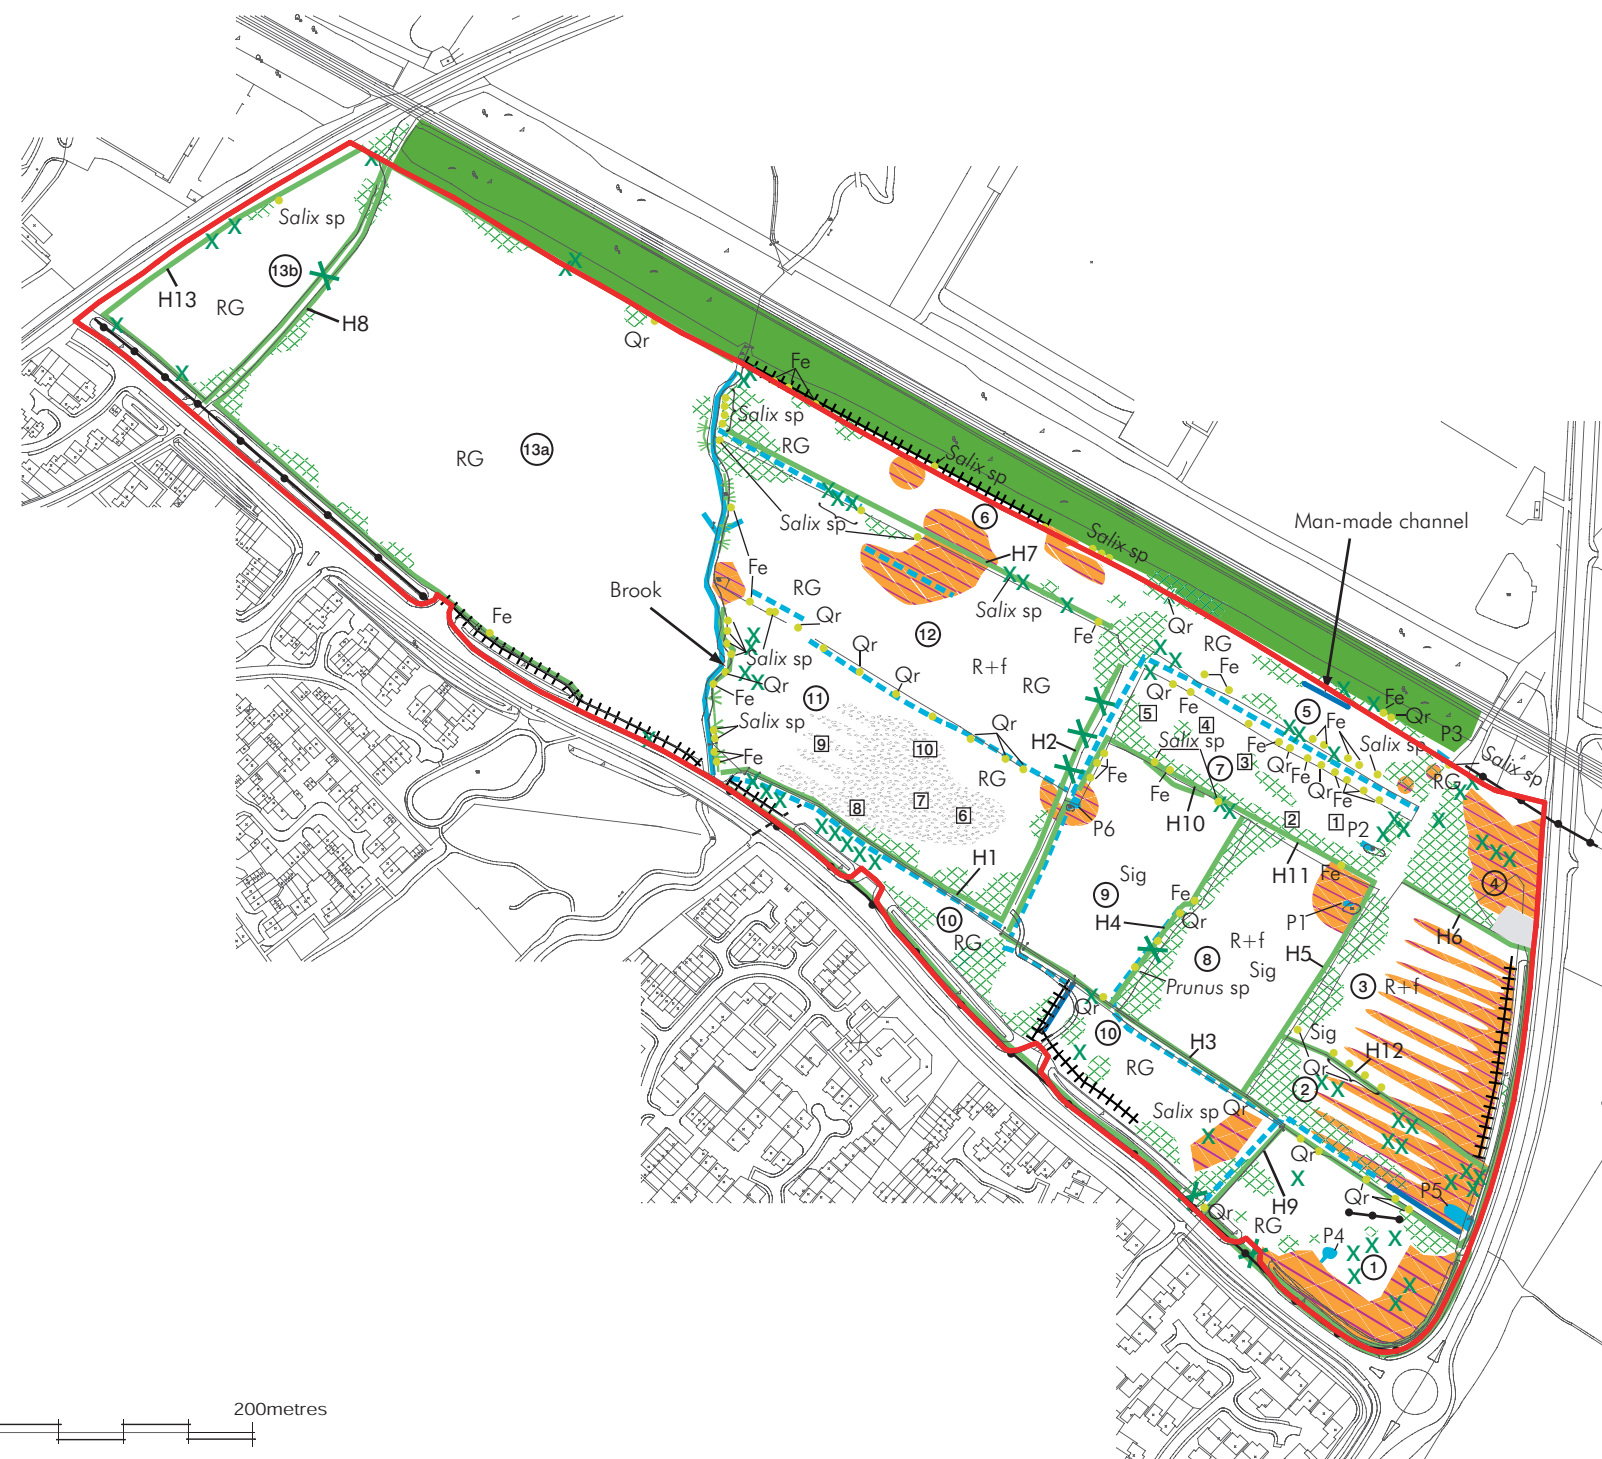 Salix sp
13b
H13
RG
H8
Qr
Fe
Salix sp
RG
RG
13a
Salix sp
Salix sp
6
Man-made channel
Salix sp
H7
Fe
RG
Salix sp
Brook
Fe
Qr
12
Fe
Qr
RG
Fe
Qr
Salix sp
R+f
RG
Qr
Qr
Fe
11
Qr
Fe
5
Fe
Fe
Qr
P3
Salix sp
5
4
Qr
H2
Salix sp
Fe
Salix sp
Salix sp
Fe
9
10
RG
Fe
7
3
Qr
Fe
RG
8
7
6
Fe
H10
Qr
Fe
P6
2
1
P2
H1
Sig
H11
Fe
4
9
Fe
10
H4
Qr
P1
H6
RG
R+f
H5
8
Sig
3
R+f
Prunus sp
Qr
10
Sig
H3
H12
RG
Qr
2
Salix sp
Qr
Qr
P5
H9
Qr
Qr
RG
P4
1
200metres